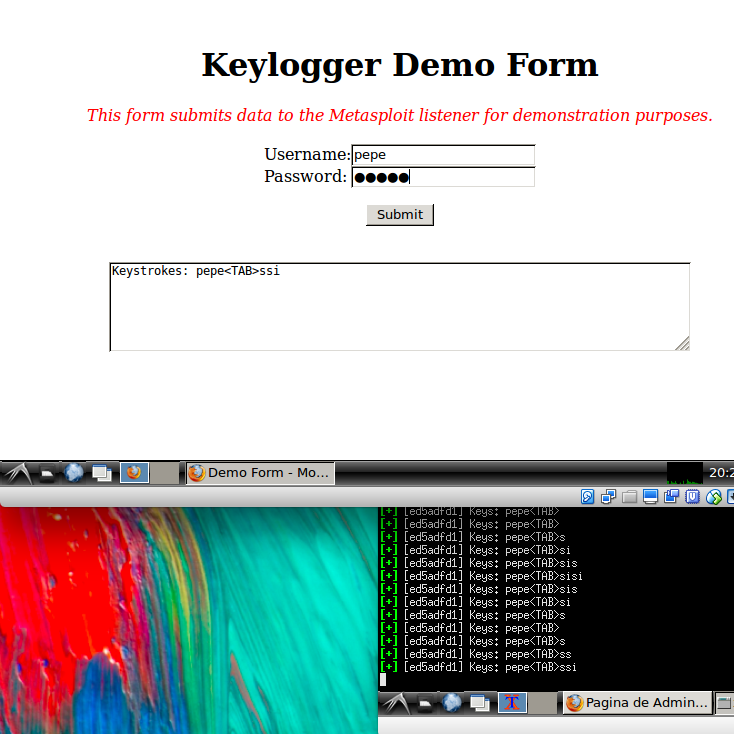 Keylogger Demo Form
This form submits data to the Metasploit listener for demonstration purposes.
Username: pepe
Password: ●●●●●
Submit
Keystrokes: pepe<TAB>ssi
Demo Form - Mo...
20:2
[+] [ed5adfd1] Keys: pepe<TAB>
[+] [ed5adfd1] Keys: pepe<TAB>
[+] [ed5adfd1] Keys: pepe<TAB>s
[+] [ed5adfd1] Keys: pepe<TAB>si
[+] [ed5adfd1] Keys: pepe<TAB>sis
[+] [ed5adfd1] Keys: pepe<TAB>sisi
[+] [ed5adfd1] Keys: pepe<TAB>sis
[+] [ed5adfd1] Keys: pepe<TAB>si
[+] [ed5adfd1] Keys: pepe<TAB>s
[+] [ed5adfd1] Keys: pepe<TAB>
[+] [ed5adfd1] Keys: pepe<TAB>s
[+] [ed5adfd1] Keys: pepe<TAB>ss
[+] [ed5adfd1] Keys: pepe<TAB>ssi
Pagina de Admin...